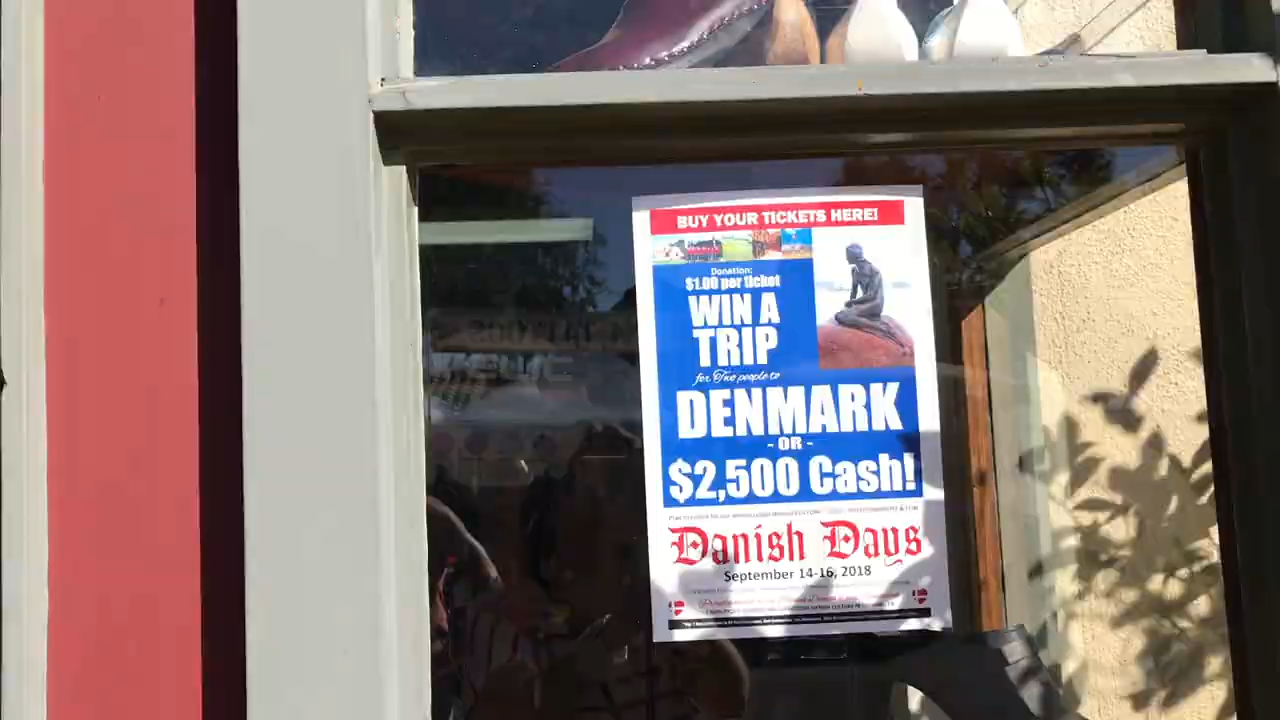 BUY YOUR TICKETS HERE!
Donation:
$1.00 per ticket
WIN A
TRIP
for Two people to
DENMARK
- OR -
$2,500 Cash!
Danish Days
September 14-16, 2018